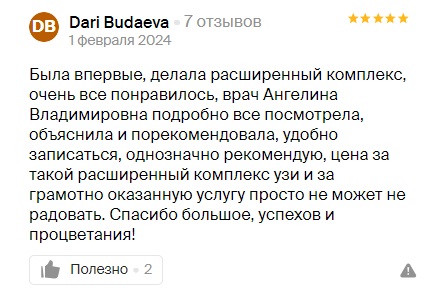 DB Dari Budaeva • 7 отзывов
1 февраля 2024
Была впервые, делала расширенный комплекс,
очень все понравилось, врач Ангелина
Владимировна подробно все посмотрела,
объяснила и порекомендовала, удобно
записаться, однозначно рекомендую, цена за
такой расширенный комплекс узи и за
грамотно оказанную услугу просто не может не
радовать. Спасибо большое, успехов и
процветания!
Полезно • 2